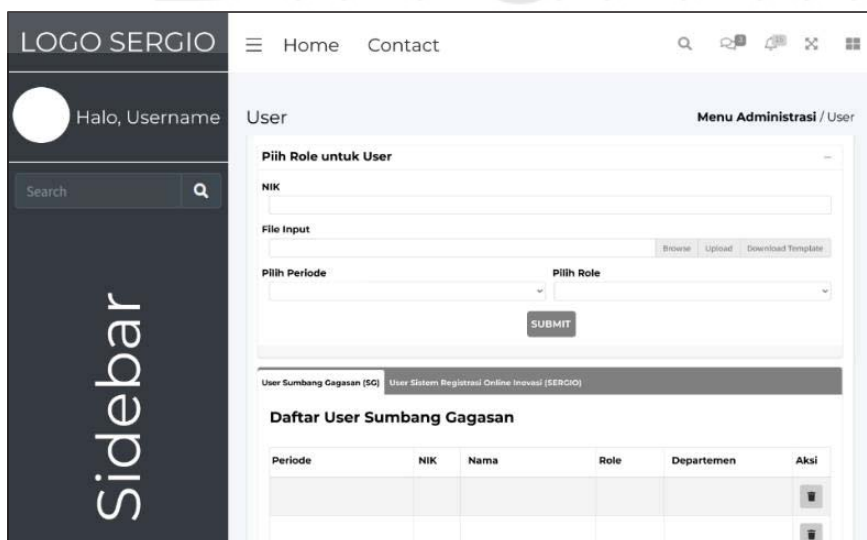 LOGO SERGIO
Home Contact
3
15
Halo, Username
User
Menu Administrasi / User
Search
Piih Role untuk User
NIK
File Input
Browse Upload Download Template
Pilih Periode Pilih Role
SUBMIT
Sidebar
User Sumbang Gagasan (SG) User Sistem Registrasi Online Inovasi (SERGIO)
Daftar User Sumbang Gagasan
Periode NIK Nama Role Departemen Aksi